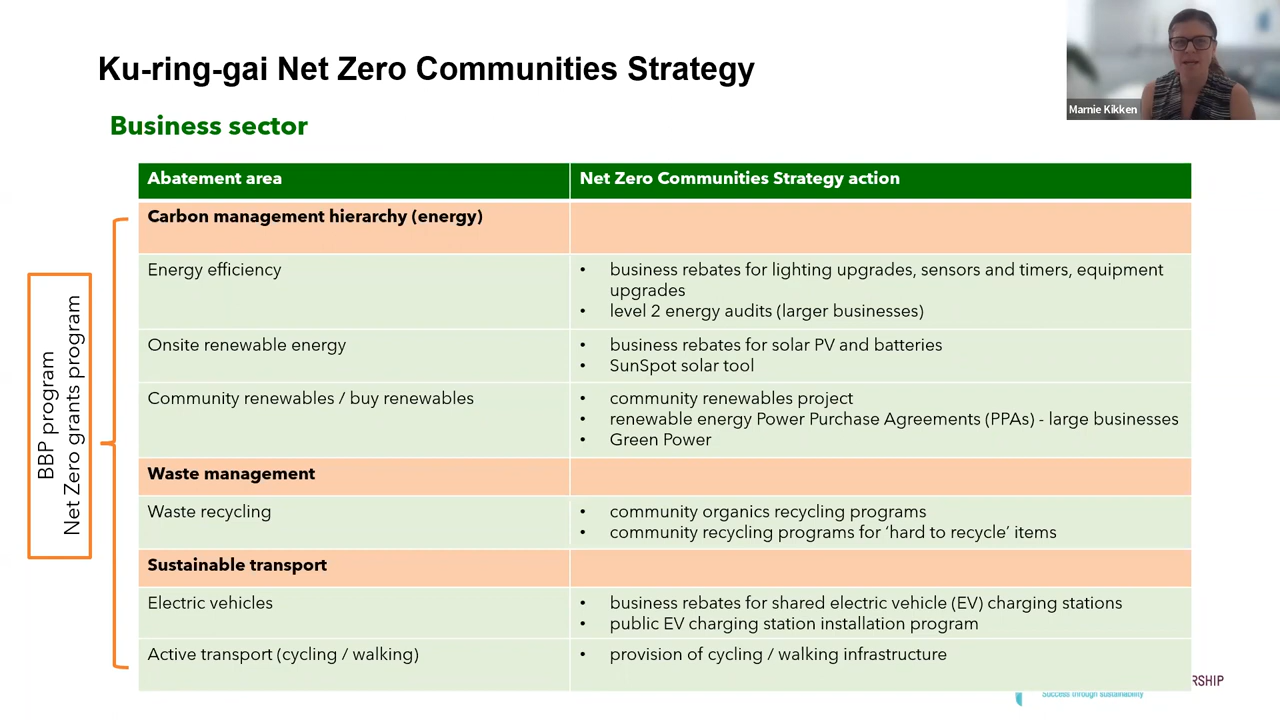 Ku-ring-gai Net Zero Communities Strategy
Marnie Kikken
Business sector
Abatement area
Net Zero Communities Strategy action
Carbon management hierarchy (energy)
Energy efficiency
• business rebates for lighting upgrades, sensors and timers, equipment
upgrades
• level 2 energy audits (larger businesses)
Onsite renewable energy
• business rebates for solar PV and batteries
• SunSpot solar tool
Community renewables / buy renewables
• community renewables project
• renewable energy Power Purchase Agreements (PPAs) - large businesses
• Green Power
Waste management
Waste recycling
• community organics recycling programs
• community recycling programs for ‘hard to recycle’ items
Sustainable transport
Electric vehicles
• business rebates for shared electric vehicle (EV) charging stations
• public EV charging station installation program
Active transport (cycling / walking)
• provision of cycling / walking infrastructure
BBP program
Net Zero grants program
RSHIP
Success through sustainability